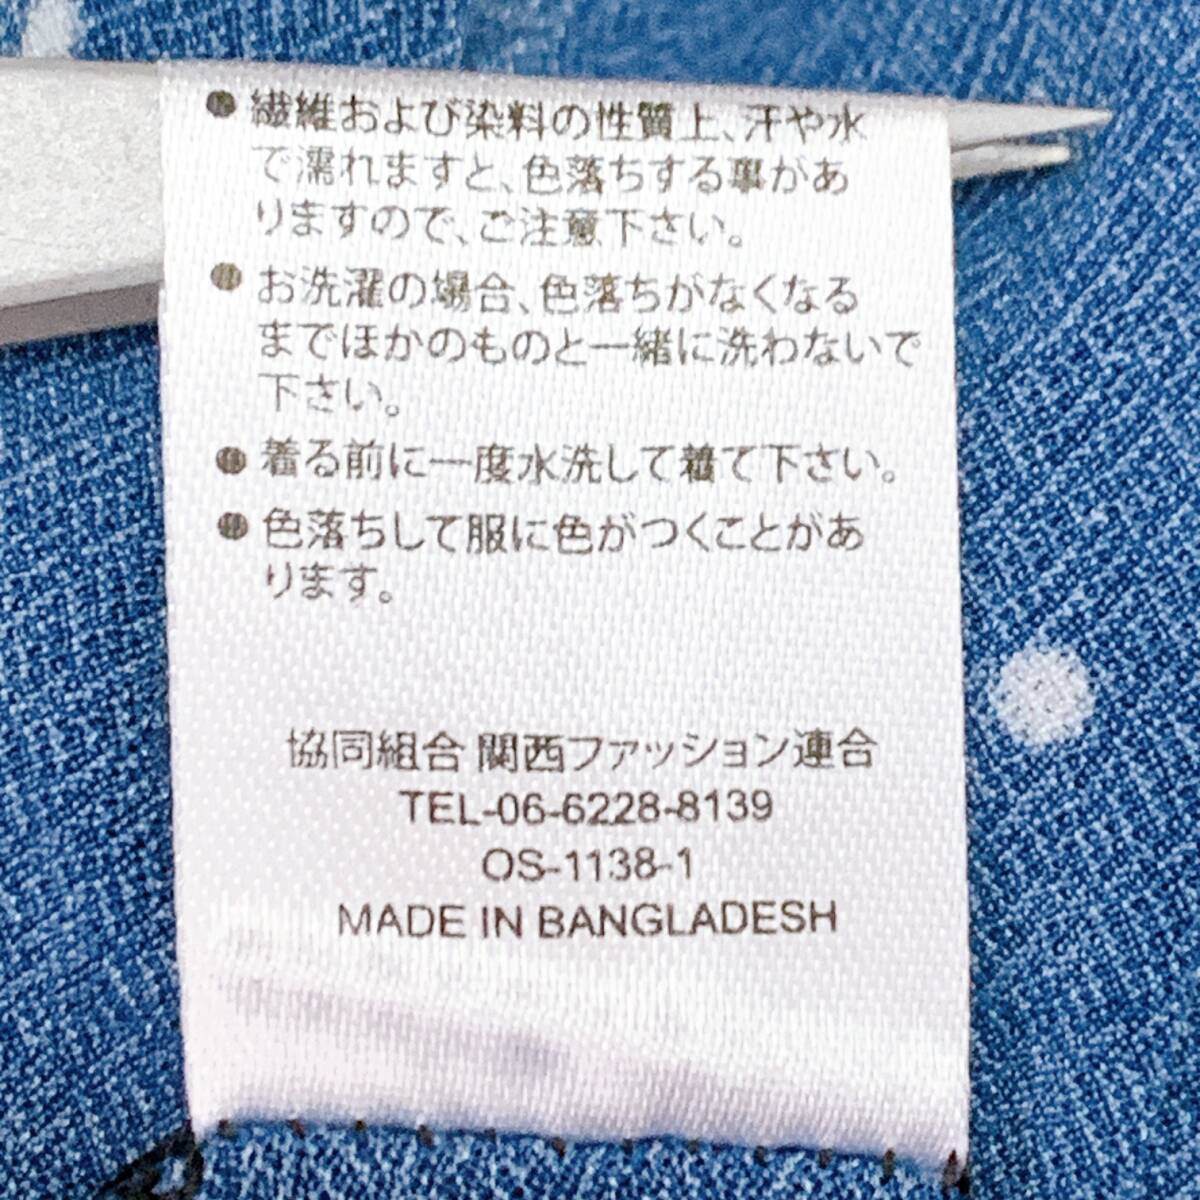 ● 繊維および染料の性質上、汗や水
で濡れますと、色落ちする事があ
りますので、ご注意下さい。
● お洗濯の場合、色落ちがなくなる
までほかのものと一緒に洗わないで
下さい。
● 着る前に一度水洗して着て下さい。
● 色落ちして服に色がつくことがあ
ります。
協同組合 関西ファッション連合
TEL-06-6228-8139
OS-1138-1
MADE IN BANGLADESH